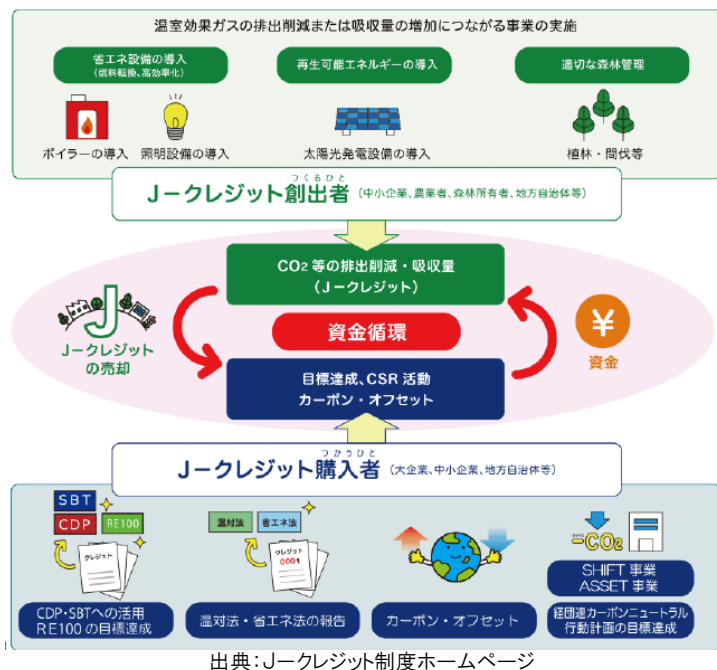 温室効果ガスの排出削減または吸収量の増加につながる事業の実施
省エネ設備の導入
(燃料転換、高効率化)
再生可能エネルギーの導入
適切な森林管理
ボイラーの導入
照明設備の導入
太陽光発電設備の導入
植林・間伐等
つくるひと
Jークレジット創出者(中小企業、農業者、森林所有者、地方自治体等)
CO2 等の排出削減・吸収量
(Jークレジット)
J
Jークレジット
の売却
資金循環
¥
資金
目標達成、CSR 活動
カーボン・オフセット
つかうひと
Jークレジット購入者(大企業、中小企業、地方自治体等)
SBT
CDP
RE100
クレジット
CDP・SBTへの活用
RE100 の目標達成
温対法
省エネ法
クレジット
000t
温対法・省エネ法の報告
カーボン・オフセット
-CO2
SHIFT 事業
ASSET 事業
経団連カーボンニュートラル
行動計画の目標達成
出典:Jークレジット制度ホームページ